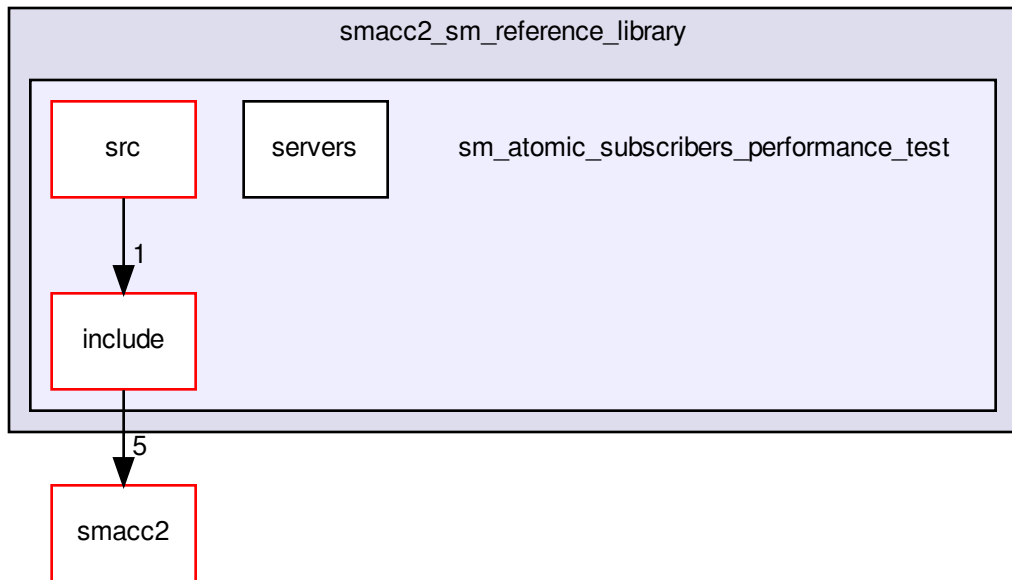 smacc2_sm_reference_library
src
servers
sm_atomic_subscribers_performance_test
1
include
5
smacc2